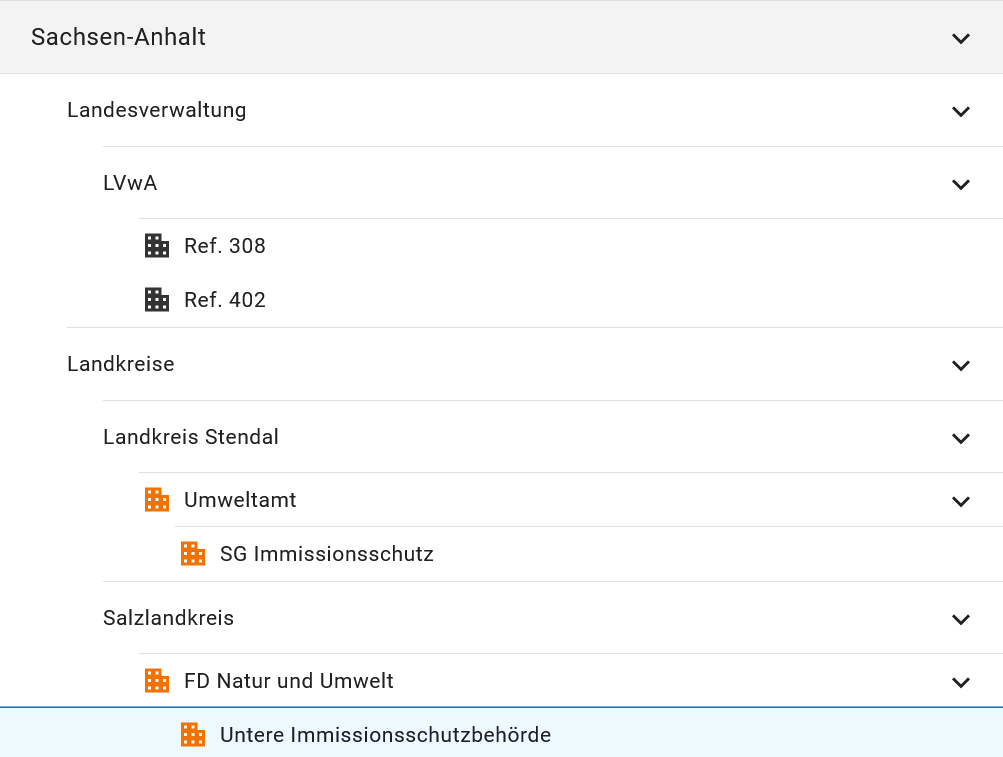 Sachsen-Anhalt
Landesverwaltung
LVwA
Ref. 308
Ref. 402
Landkreise
Landkreis Stendal
Umweltamt
SG Immissionsschutz
Salzlandkreis
FD Natur und Umwelt
Untere Immissionsschutzbehörde